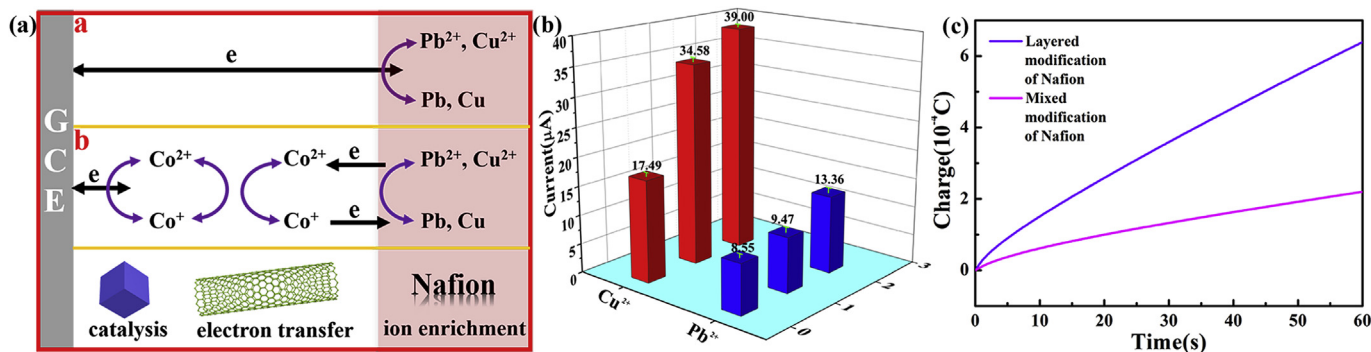 (a)
a
Pb²⁺, Cu²⁺
e
Pb, Cu
G
C
E
b
Co²⁺
Co²⁺
e
Pb²⁺, Cu²⁺
e
Co⁺
Co⁺
e
Pb, Cu
catalysis
electron transfer
Nafion
ion enrichment
(b)
Current(μA)
40
35
30
25
20
15
10
5
0
17.49
34.58
39.00
8.55
9.47
13.36
Cu²⁺
Pb²⁺
0
1
2
3
(c)
Charge(10⁻⁴C)
6
4
2
0
Layered
modification
of Nafion
Mixed
modification
of Nafion
0
10
20
30
40
50
60
Time(s)